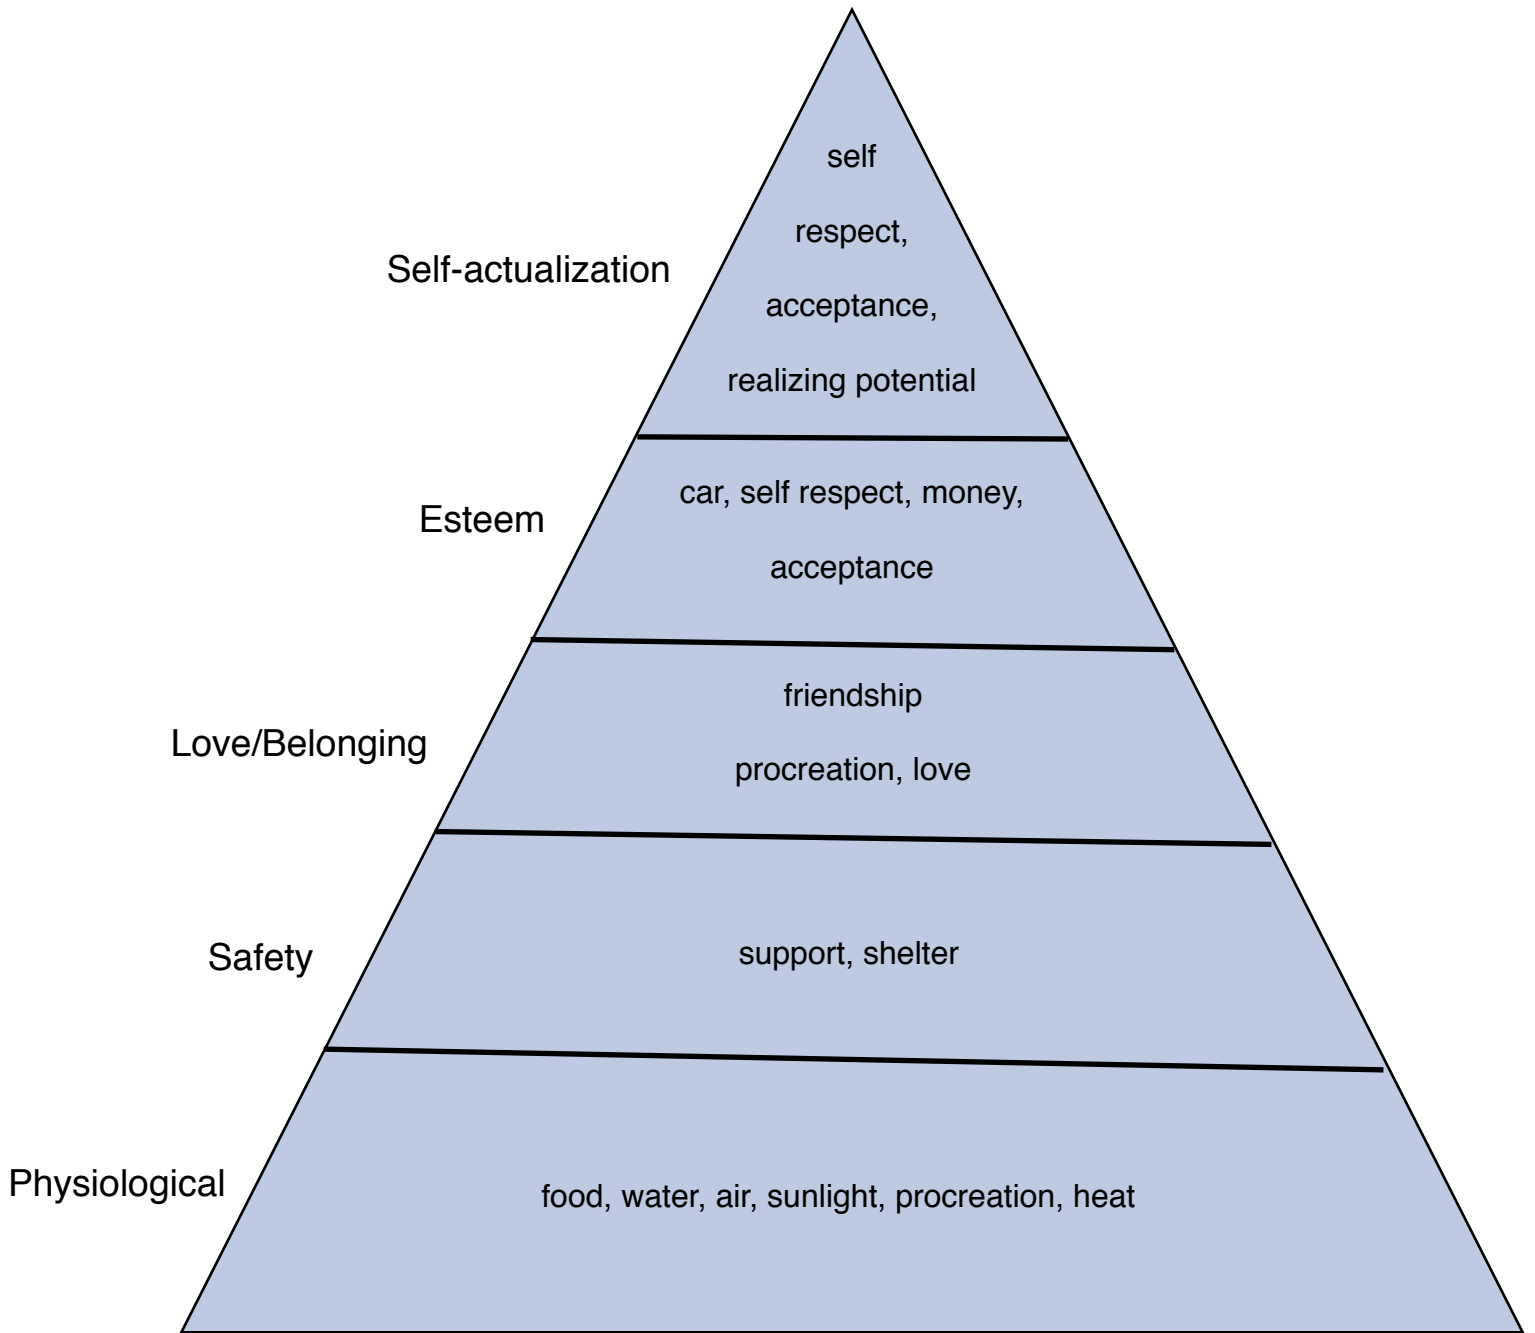 self
respect,
Self-actualization
acceptance,
realizing potential
car, self respect, money,
Esteem
acceptance
friendship
Love/Belonging
procreation, love
support, shelter
Safety
Physiological
food, water, air, sunlight, procreation, heat